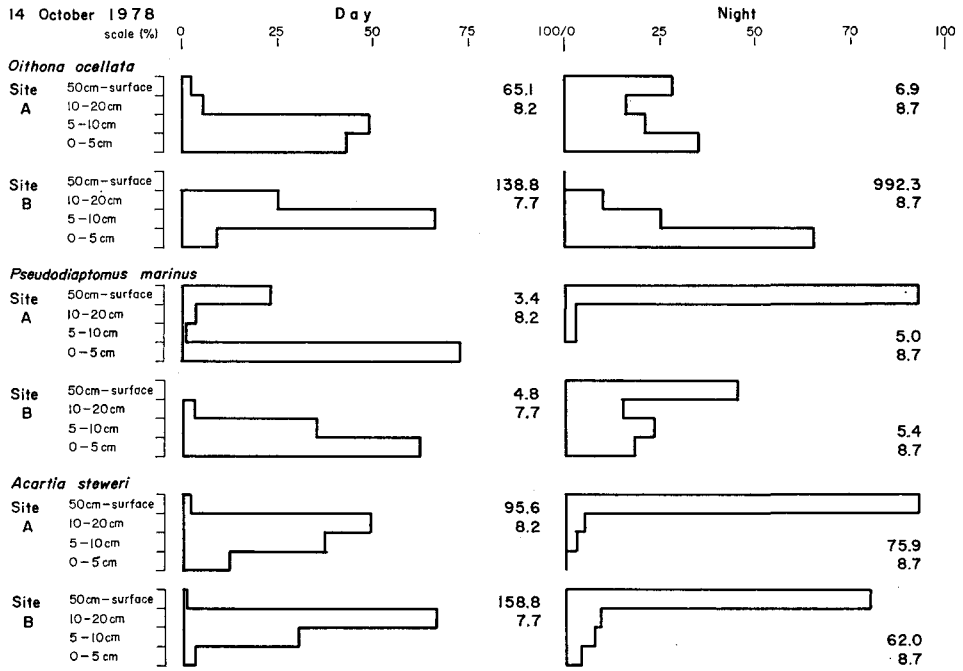 14 October 1978 Day Night
scale (%) 0 25 50 75 100/0 25 50 70 100
Oithona ocellata
Site 50cm-surface 65.1 6.9
A 10-20cm 8.2 8.7
5-10cm
0-5cm
Site 50cm-surface 138.8 992.3
B 10-20cm 7.7 8.7
5-10cm
0-5cm
Pseudodiaptomus marinus
Site 50cm-surface 3.4
A 10-20cm 8.2
5-10cm 5.0
0-5cm 8.7
Site 50cm-surface 4.8
B 10-20cm 7.7
5-10cm 5.4
0-5cm 8.7
Acartia steweri
Site 50cm-surface 95.6
A 10-20cm 8.2
5-10cm 75.9
0-5cm 8.7
Site 50cm-surface 158.8
B 10-20cm 7.7
5-10cm 62.0
0-5cm 8.7